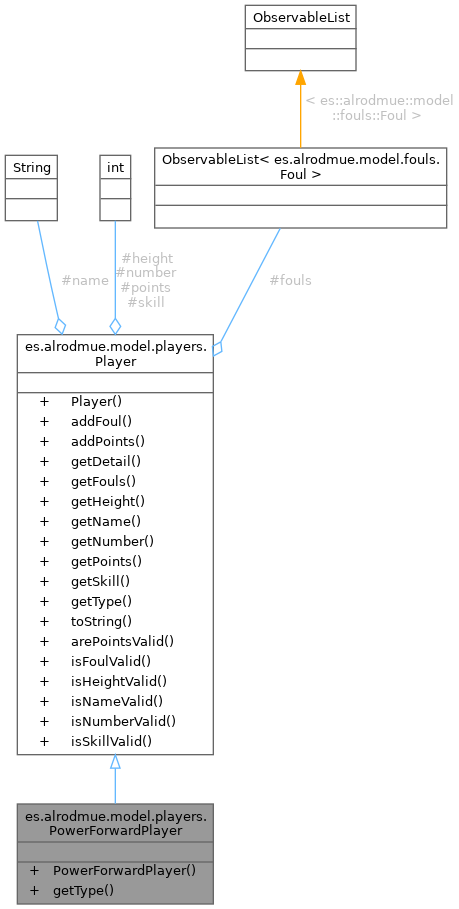 ObservableList
< es::alrodmue::model
::fouls::Foul >
String
int
ObservableList< es.alrodmue.model.fouls.
Foul >
#name
#height
#number
#points
#skill
#fouls
es.alrodmue.model.players.
Player
+ Player()
+ addFoul()
+ addPoints()
+ getDetail()
+ getFouls()
+ getHeight()
+ getName()
+ getNumber()
+ getPoints()
+ getSkill()
+ getType()
+ toString()
+ arePointsValid()
+ isFoulValid()
+ isHeightValid()
+ isNameValid()
+ isNumberValid()
+ isSkillValid()
es.alrodmue.model.players.
PowerForwardPlayer
+ PowerForwardPlayer()
+ getType()